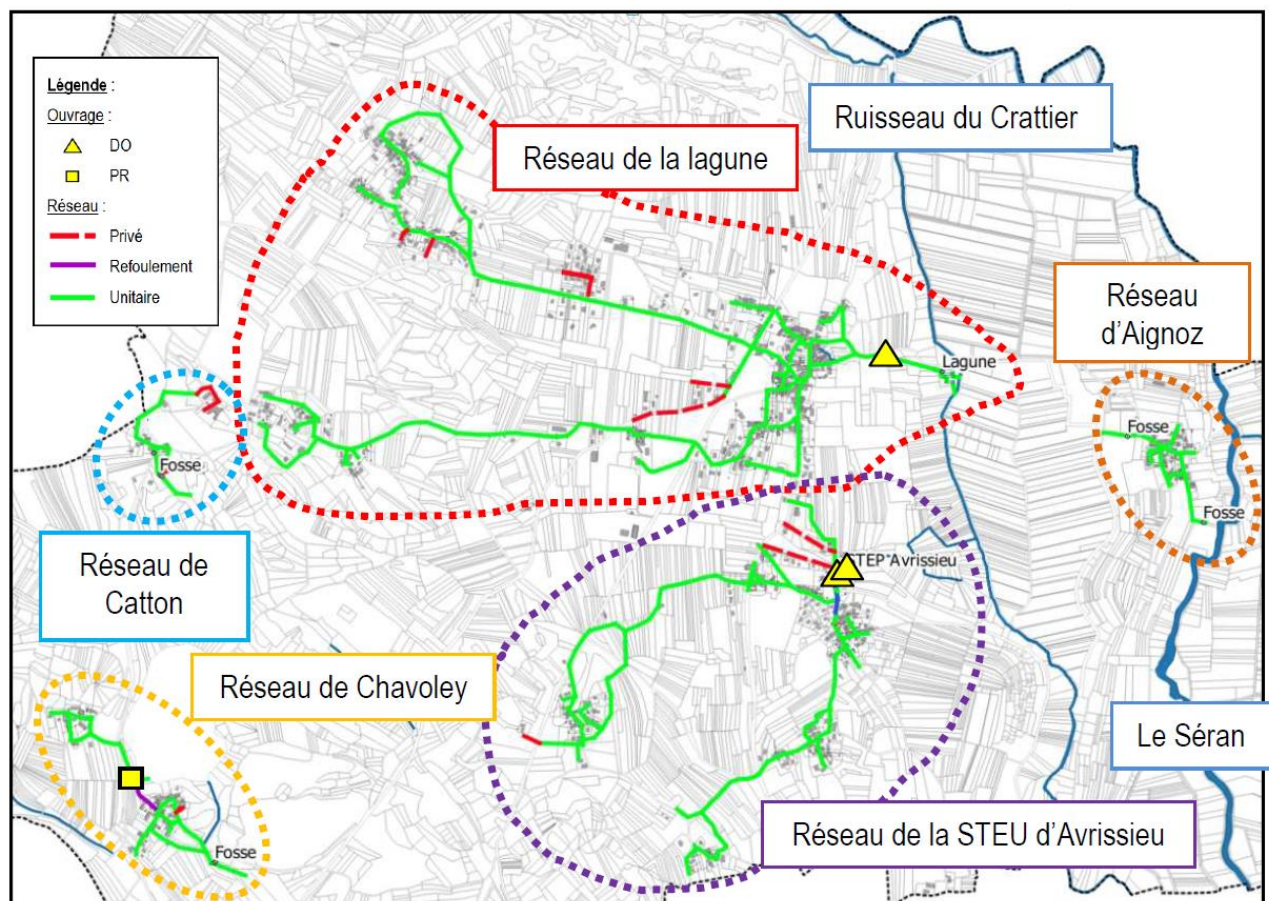 Légende :
Ouvrage :
DO
PR
Réseau :
Privé
Refoulement
Unitaire
Ruisseau du Crattier
Réseau de la lagune
Réseau
d'Aignoz
Lagune
Fosse
Fosse
Fosse
Réseau de
Catton
STEP Avrissieu
Réseau de Chavoley
Le Séran
Réseau de la STEU d'Avrissieu
Fosse